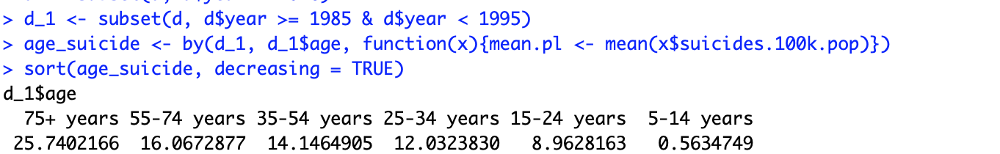 > d_1 <- subset(d, d$year >= 1985 & d$year < 1995)
> age_suicide <- by(d_1, d_1$age, function(x){mean.pl <- mean(x$suicides.100k.pop)})
> sort(age_suicide, decreasing = TRUE)
d_1$age
75+ years 55-74 years 35-54 years 25-34 years 15-24 years 5-14 years
25.7402166 16.0672877 14.1464905 12.0323830 8.9628163 0.5634749